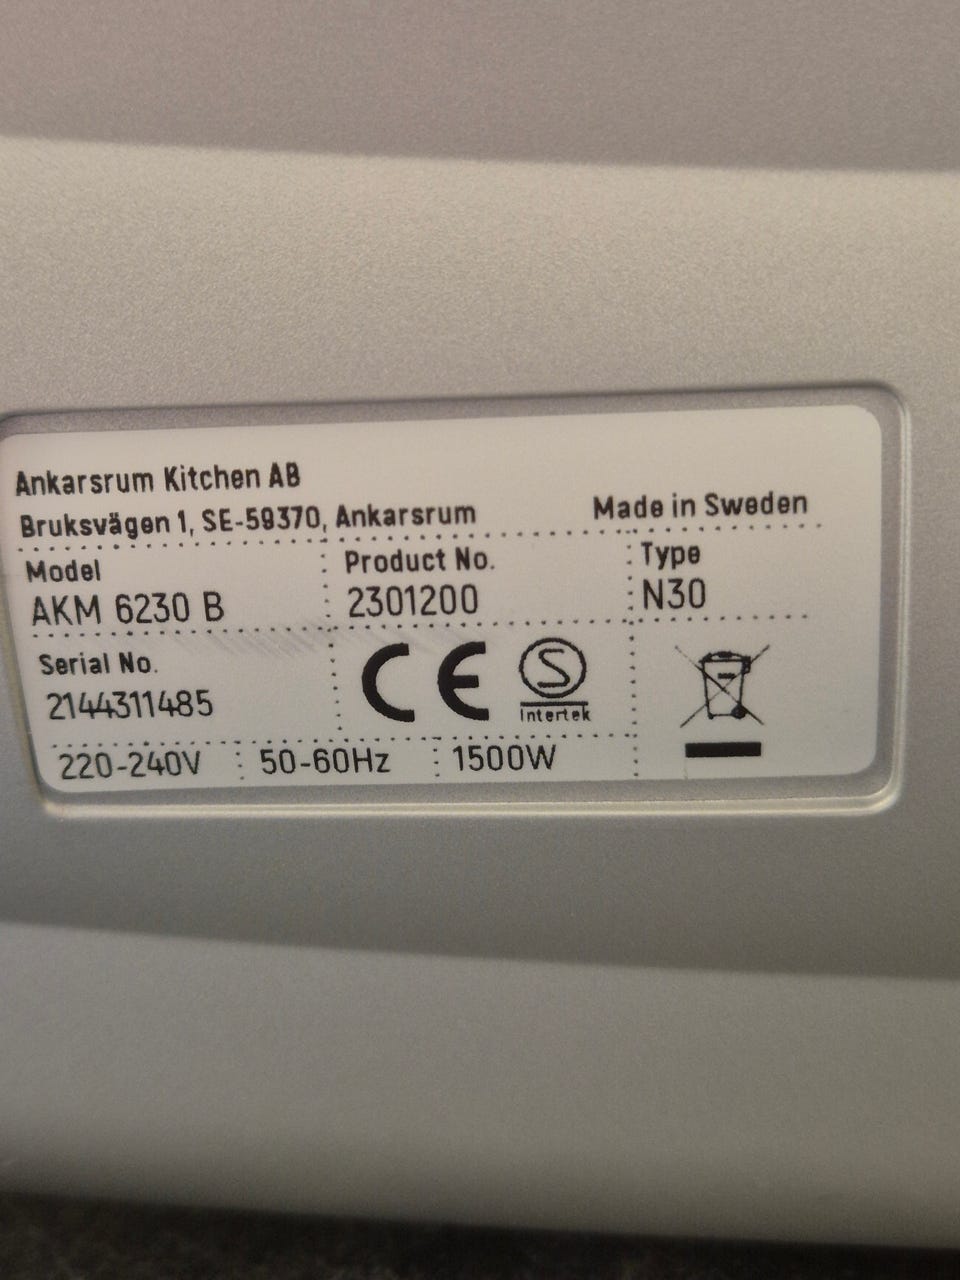 Ankarsrum Kitchen AB
Bruksvägen 1, SE-59370, Ankarsrum Made in Sweden
Model Product No. Type
AKM 6230 B 2301200 N30
Serial No.
2144311485
CE S
Intertek
220-240V 50-60Hz 1500W